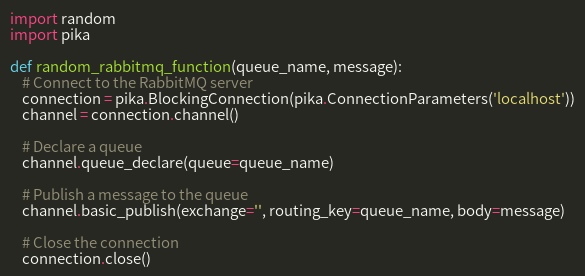 import random
import pika

def random_rabbitmq_function(queue_name, message):
    # Connect to the RabbitMQ server
    connection = pika.BlockingConnection(pika.ConnectionParameters('localhost'))
    channel = connection.channel()

    # Declare a queue
    channel.queue_declare(queue=queue_name)

    # Publish a message to the queue
    channel.basic_publish(exchange='', routing_key=queue_name, body=message)

    # Close the connection
    connection.close()